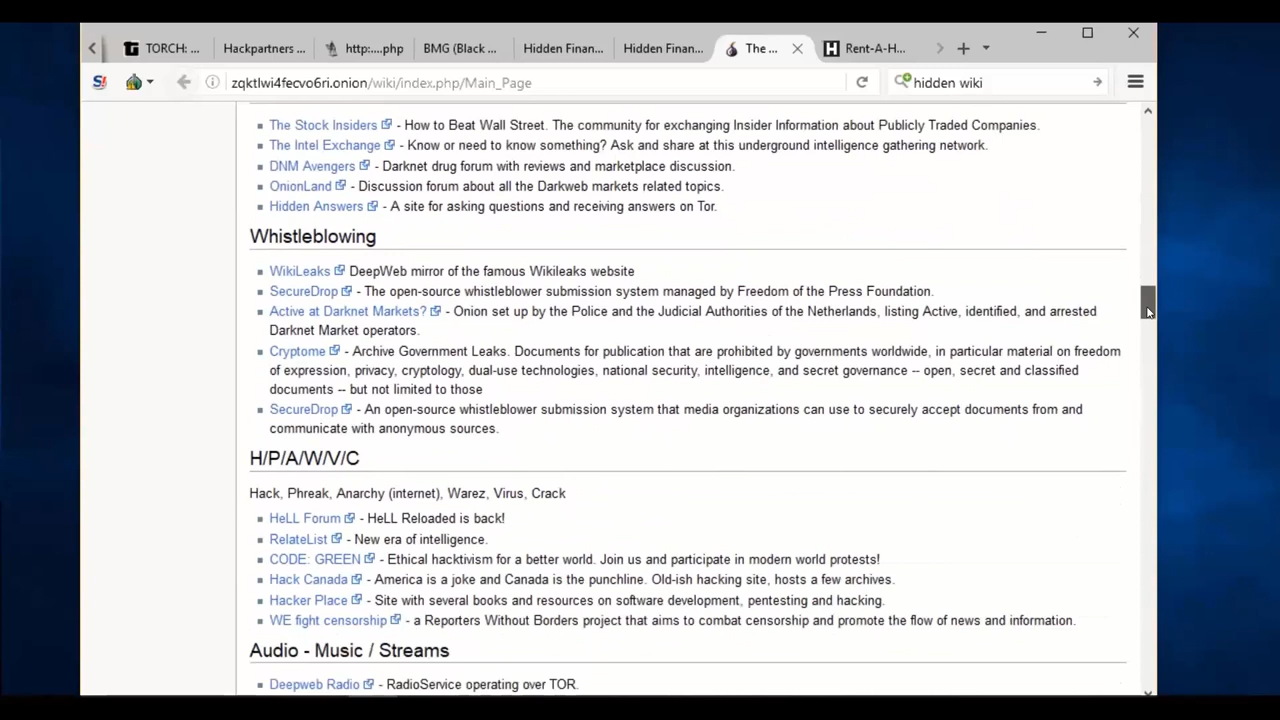 TORCH: ...
Hackpartners ...
http:....php
BMG (Black ...
Hidden Finan...
Hidden Finan...
The ...
Rent-A-H...
zqktlwi4fecvo6ri.onion/wiki/index.php/Main_Page
hidden wiki
The Stock Insiders - How to Beat Wall Street. The community for exchanging Insider Information about Publicly Traded Companies.
The Intel Exchange - Know or need to know something? Ask and share at this underground intelligence gathering network.
DNM Avengers - Darknet drug forum with reviews and marketplace discussion.
OnionLand - Discussion forum about all the Darkweb markets related topics.
Hidden Answers - A site for asking questions and receiving answers on Tor.
Whistleblowing
WikiLeaks DeepWeb mirror of the famous Wikileaks website
SecureDrop - The open-source whistleblower submission system managed by Freedom of the Press Foundation.
Active at Darknet Markets? - Onion set up by the Police and the Judicial Authorities of the Netherlands, listing Active, identified, and arrested
Darknet Market operators.
Cryptome - Archive Government Leaks. Documents for publication that are prohibited by governments worldwide, in particular material on freedom
of expression, privacy, cryptology, dual-use technologies, national security, intelligence, and secret governance -- open, secret and classified
documents -- but not limited to those
SecureDrop - An open-source whistleblower submission system that media organizations can use to securely accept documents from and
communicate with anonymous sources.
H/P/A/W/V/C
Hack, Phreak, Anarchy (internet), Warez, Virus, Crack
HeLL Forum - HeLL Reloaded is back!
RelateList - New era of intelligence.
CODE: GREEN - Ethical hacktivism for a better world. Join us and participate in modern world protests!
Hack Canada - America is a joke and Canada is the punchline. Old-ish hacking site, hosts a few archives.
Hacker Place - Site with several books and resources on software development, pentesting and hacking.
WE fight censorship - a Reporters Without Borders project that aims to combat censorship and promote the flow of news and information.
Audio - Music / Streams
Deepweb Radio - RadioService operating over TOR.